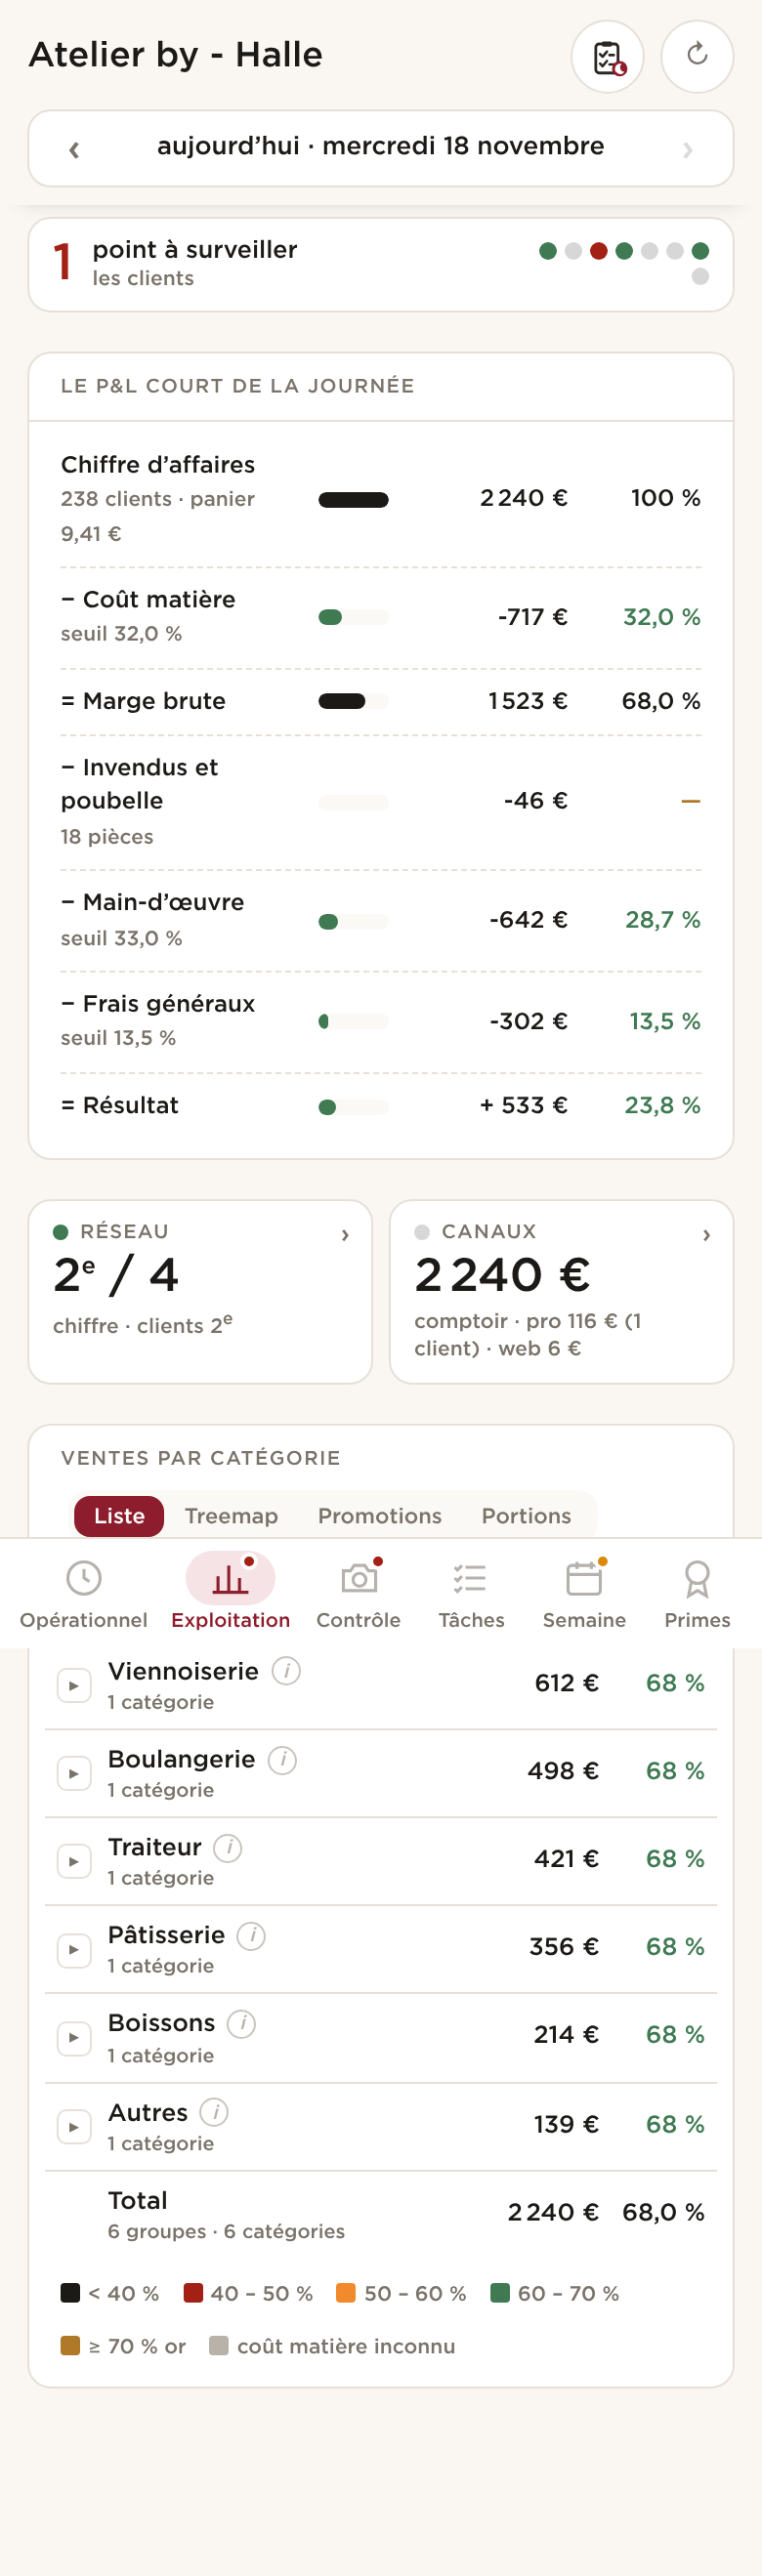 Atelier by - Halle
aujourd’hui · mercredi 18 novembre
1 point à surveiller
les clients
LE P&L COURT DE LA JOURNÉE
Chiffre d’affaires
238 clients · panier
9,41 €
2 240 € 100 %
− Coût matière
seuil 32,0 %
-717 € 32,0 %
= Marge brute 1 523 € 68,0 %
− Invendus et
poubelle
18 pièces
-46 € —
− Main-d’œuvre
seuil 33,0 %
-642 € 28,7 %
− Frais généraux
seuil 13,5 %
-302 € 13,5 %
= Résultat + 533 € 23,8 %
RÉSEAU ›
2e / 4
chiffre · clients 2e
CANAUX ›
2 240 €
comptoir · pro 116 € (1
client) · web 6 €
VENTES PAR CATÉGORIE
Liste Treemap Promotions Portions
Opérationnel Exploitation Contrôle Tâches Semaine Primes
Viennoiserie i 612 € 68 %
1 catégorie
Boulangerie i 498 € 68 %
1 catégorie
Traiteur i 421 € 68 %
1 catégorie
Pâtisserie i 356 € 68 %
1 catégorie
Boissons i 214 € 68 %
1 catégorie
Autres i 139 € 68 %
1 catégorie
Total 2 240 € 68,0 %
6 groupes · 6 catégories
< 40 % 40 – 50 % 50 – 60 % 60 – 70 %
≥ 70 % or coût matière inconnu